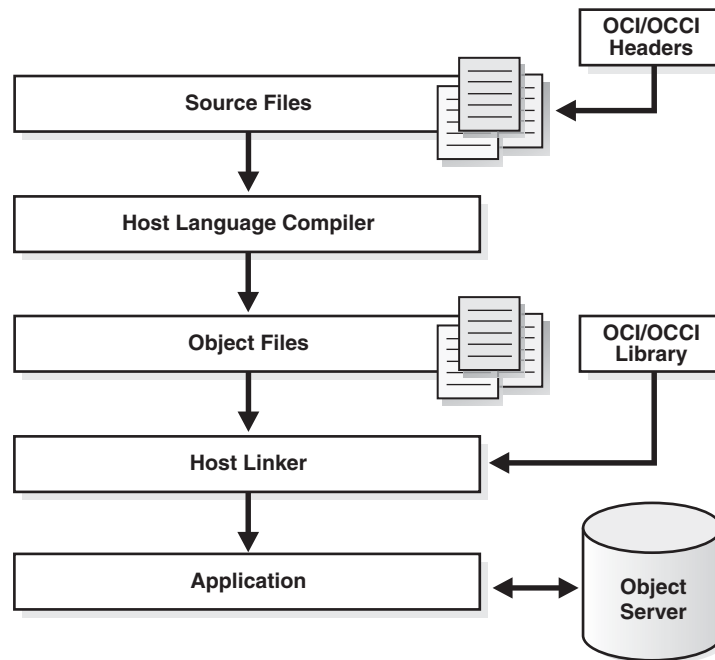 OCI/OCCI
Headers
Source Files
Host Language Compiler
Object Files
OCI/OCCI
Library
Host Linker
Application
Object
Server